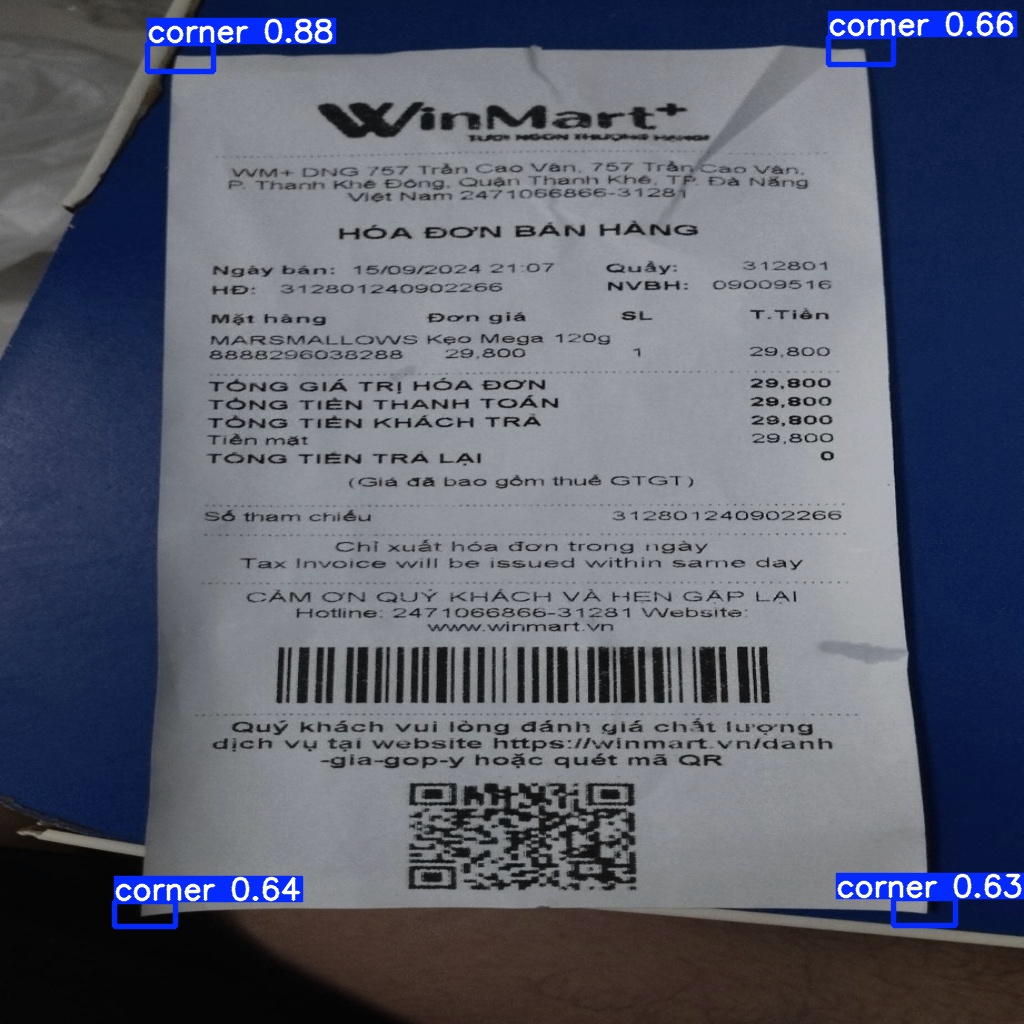 corner 0.88
corner 0.66
WinMart+
TƯƠI NGON THƯỢNG HẠNG!
WM+ DNG 757 Trần Cao Vân, 757 Trần Cao Vân,
P. Thanh Khê Đông, Quận Thanh Khê, TP. Đà Nẵng
Việt Nam 2471066866-31281
HÓA ĐƠN BÁN HÀNG
Ngày bán: 15/09/2024 21:07 Quầy: 312801
HĐ: 312801240902266 NVBH: 09009516
Mặt hàng Đơn giá SL T.Tiền
MARSMALLOWS Kẹo Mega 120g
8888296038288 29,800 1 29,800
TỔNG GIÁ TRỊ HÓA ĐƠN 29,800
TỔNG TIỀN THANH TOÁN 29,800
TỔNG TIỀN KHÁCH TRẢ 29,800
Tiền mặt 29,800
TỔNG TIỀN TRẢ LẠI 0
(Giá đã bao gồm thuế GTGT)
Số tham chiếu 312801240902266
Chỉ xuất hóa đơn trong ngày
Tax Invoice will be issued within same day
CẢM ƠN QUÝ KHÁCH VÀ HẸN GẶP LẠI
Hotline: 2471066866-31281 Website:
www.winmart.vn
Quý khách vui lòng đánh giá chất lượng
dịch vụ tại website https://winmart.vn/danh
-gia-gop-y hoặc quét mã QR
corner 0.64
corner 0.63